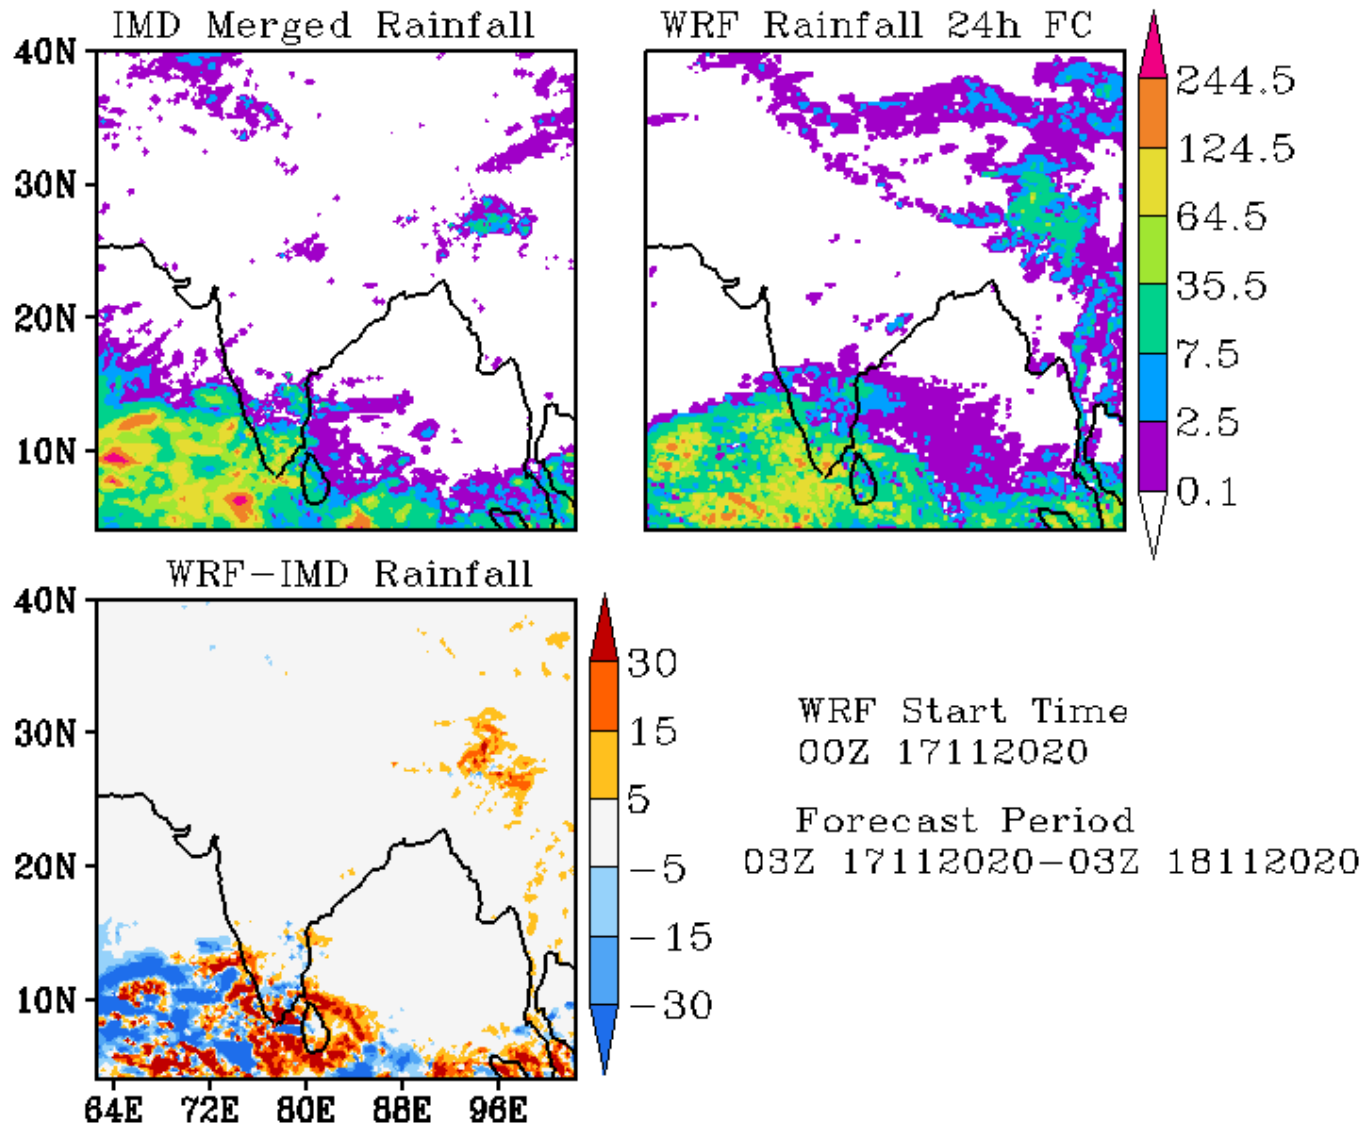 IMD Merged Rainfall
WRF Rainfall 24h FC
40N
30N
20N
10N
244.5
124.5
64.5
35.5
7.5
2.5
0.1
WRF-IMD Rainfall
40N
30N
20N
10N
64E 72E 80E 88E 96E
30
15
5
-5
-15
-30
WRF Start Time
00Z 17112020
Forecast Period
03Z 17112020-03Z 18112020